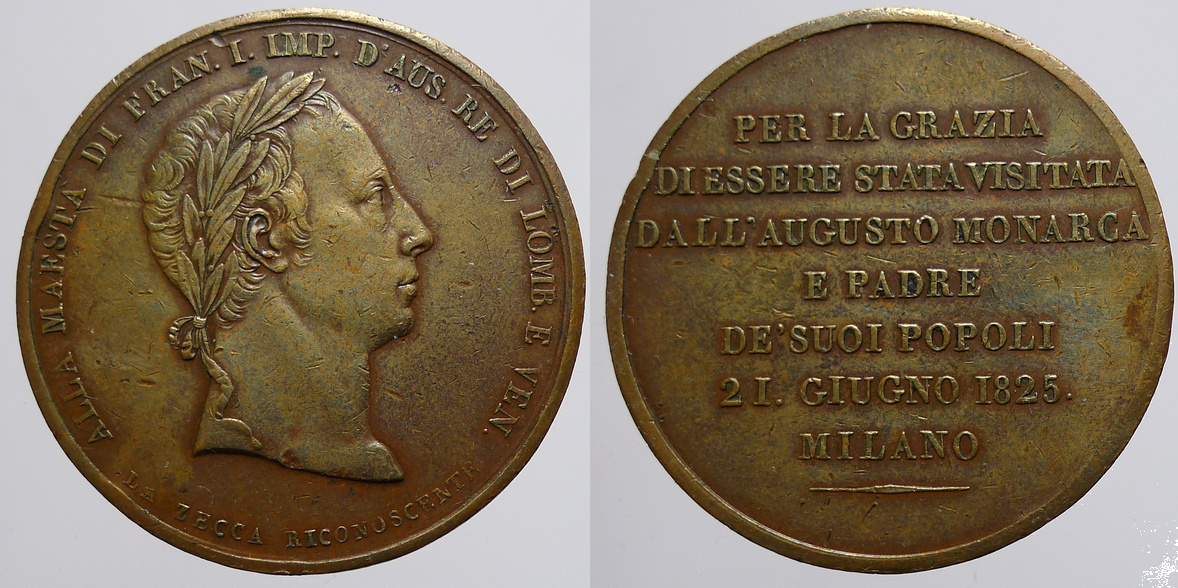 ALLA MAESTA DI FRAN. I. IMP. D'AUS. RE DI LOMB. E VEN.
LA ZECCA RICONOSCENTE
PER LA GRAZIA
DI ESSERE STATA VISITATA
DALL'AUGUSTO MONARCA
E PADRE
DE'SUOI POPOLI
21. GIUGNO 1825.
MILANO